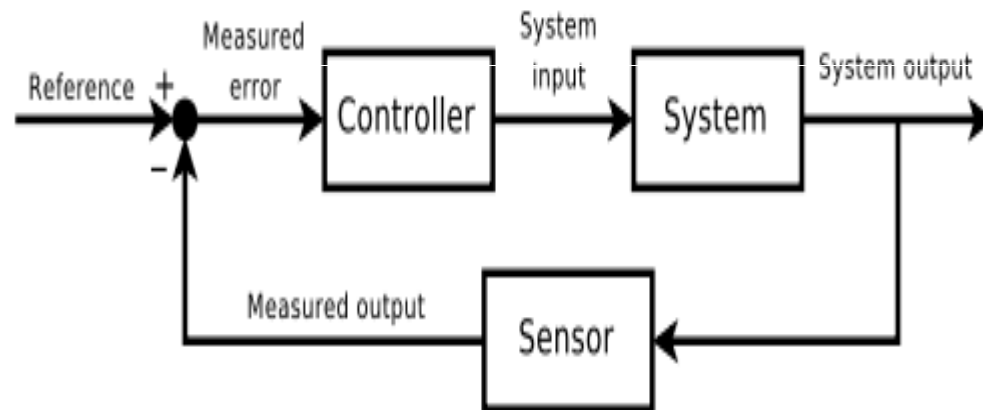 Reference
+
−
Measured
error
Controller
System
input
System
System output
Measured output
Sensor